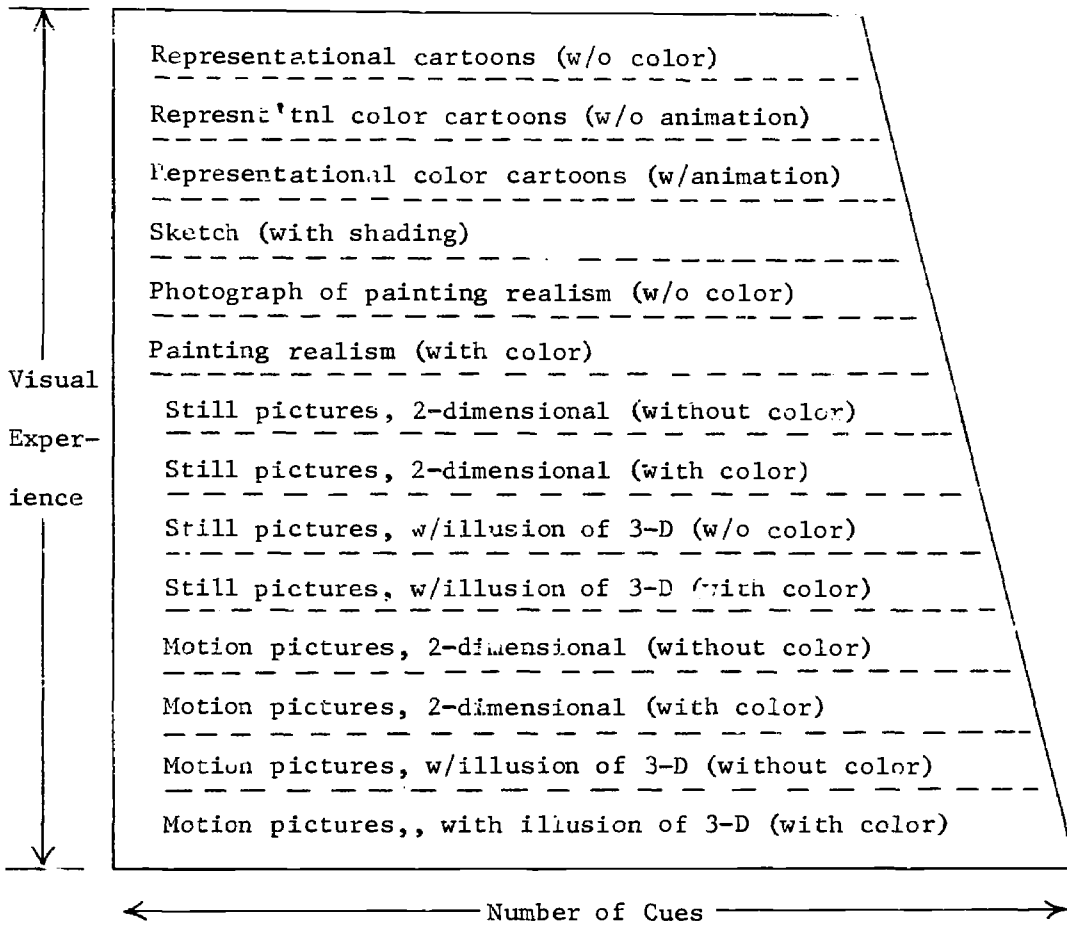 Representational cartoons (w/o color)
Represnt'tnl color cartoons (w/o animation)
Representational color cartoons (w/animation)
Sketch (with shading)
Photograph of painting realism (w/o color)
Painting realism (with color)
Visual
Still pictures, 2-dimensional (without color)
Exper-
Still pictures, 2-dimensional (with color)
ience
Still pictures, w/illusion of 3-D (w/o color)
Still pictures, w/illusion of 3-D (with color)
Motion pictures, 2-dimensional (without color)
Motion pictures, 2-dimensional (with color)
Motion pictures, w/illusion of 3-D (without color)
Motion pictures,, with illusion of 3-D (with color)
Number of Cues